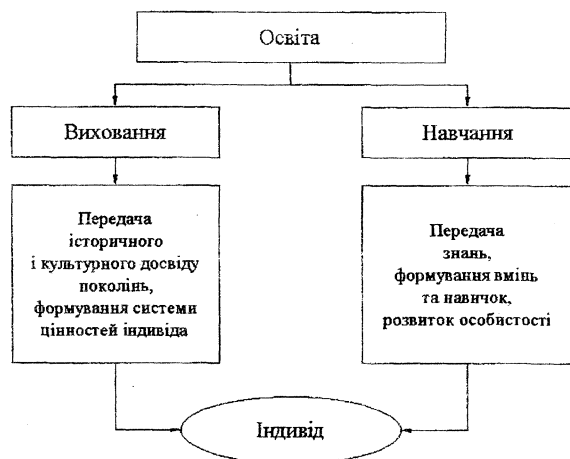 Освіта
Виховання
Навчання
Передача
історичного
і культурного досвіду
поколінь,
формування системи
цінностей індивіда
Передача
знань,
формування вмінь
та навичок,
розвиток особистості
Індивід